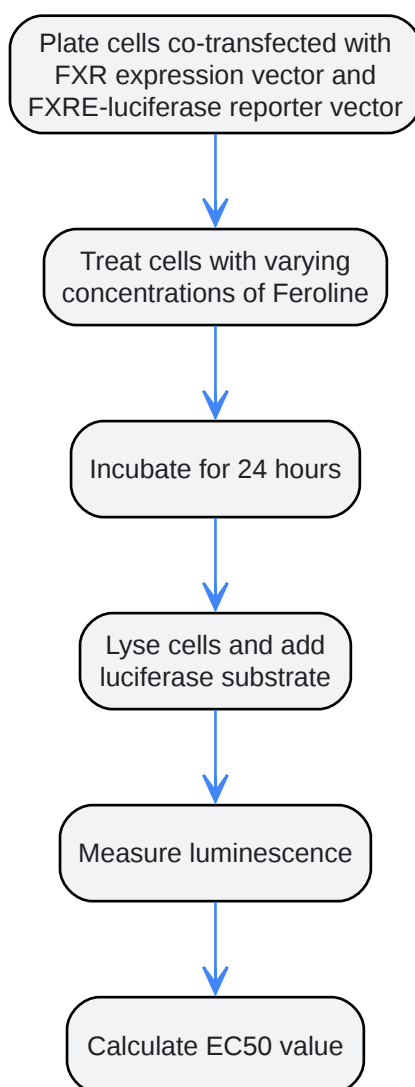 Plate cells co-transfected with
FXR expression vector and
FXRE-luciferase reporter vector
Treat cells with varying
concentrations of Feroline
Incubate for 24 hours
Lyse cells and add
luciferase substrate
Measure luminescence
Calculate EC50 value